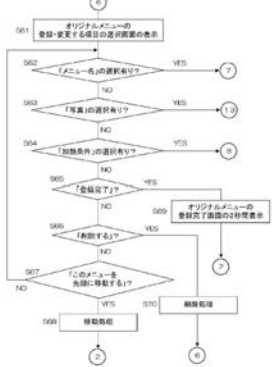 6
S61
オリジナルメニューの
登録・変更する項目の選択画面の表示
S62
「メニュー名」の選択有り?
YES
7
NO
S63
「写真」の選択有り?
YES
13
NO
S64
「加熱条件」の選択有り?
YES
8
NO
S65
「登録完了」?
YES
NO
S69
オリジナルメニューの
登録完了画面の2秒間表示
S66
「削除する」?
YES
7
NO
S67
「このメニューを
先頭に移動する」?
NO
YES
S70
削除処理
S68
移動処理
2
6